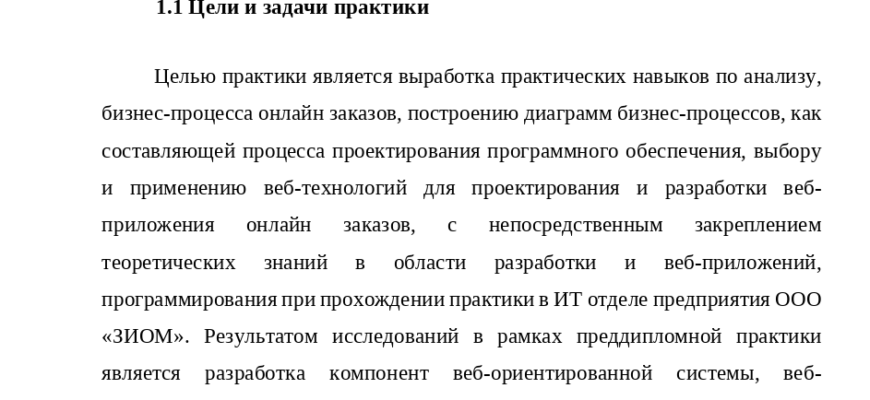 1.1 Цели и задачи практики
Целью практики является выработка практических навыков по анализу,
бизнес-процесса онлайн заказов, построению диаграмм бизнес-процессов, как
составляющей процесса проектирования программного обеспечения, выбору
и применению веб-технологий для проектирования и разработки веб-
приложения онлайн заказов, с непосредственным закреплением
теоретических знаний в области разработки и веб-приложений,
программирования при прохождении практики в ИТ отделе предприятия ООО
«ЗИОМ». Результатом исследований в рамках преддипломной практики
является разработка компонент веб-ориентированной системы, веб-